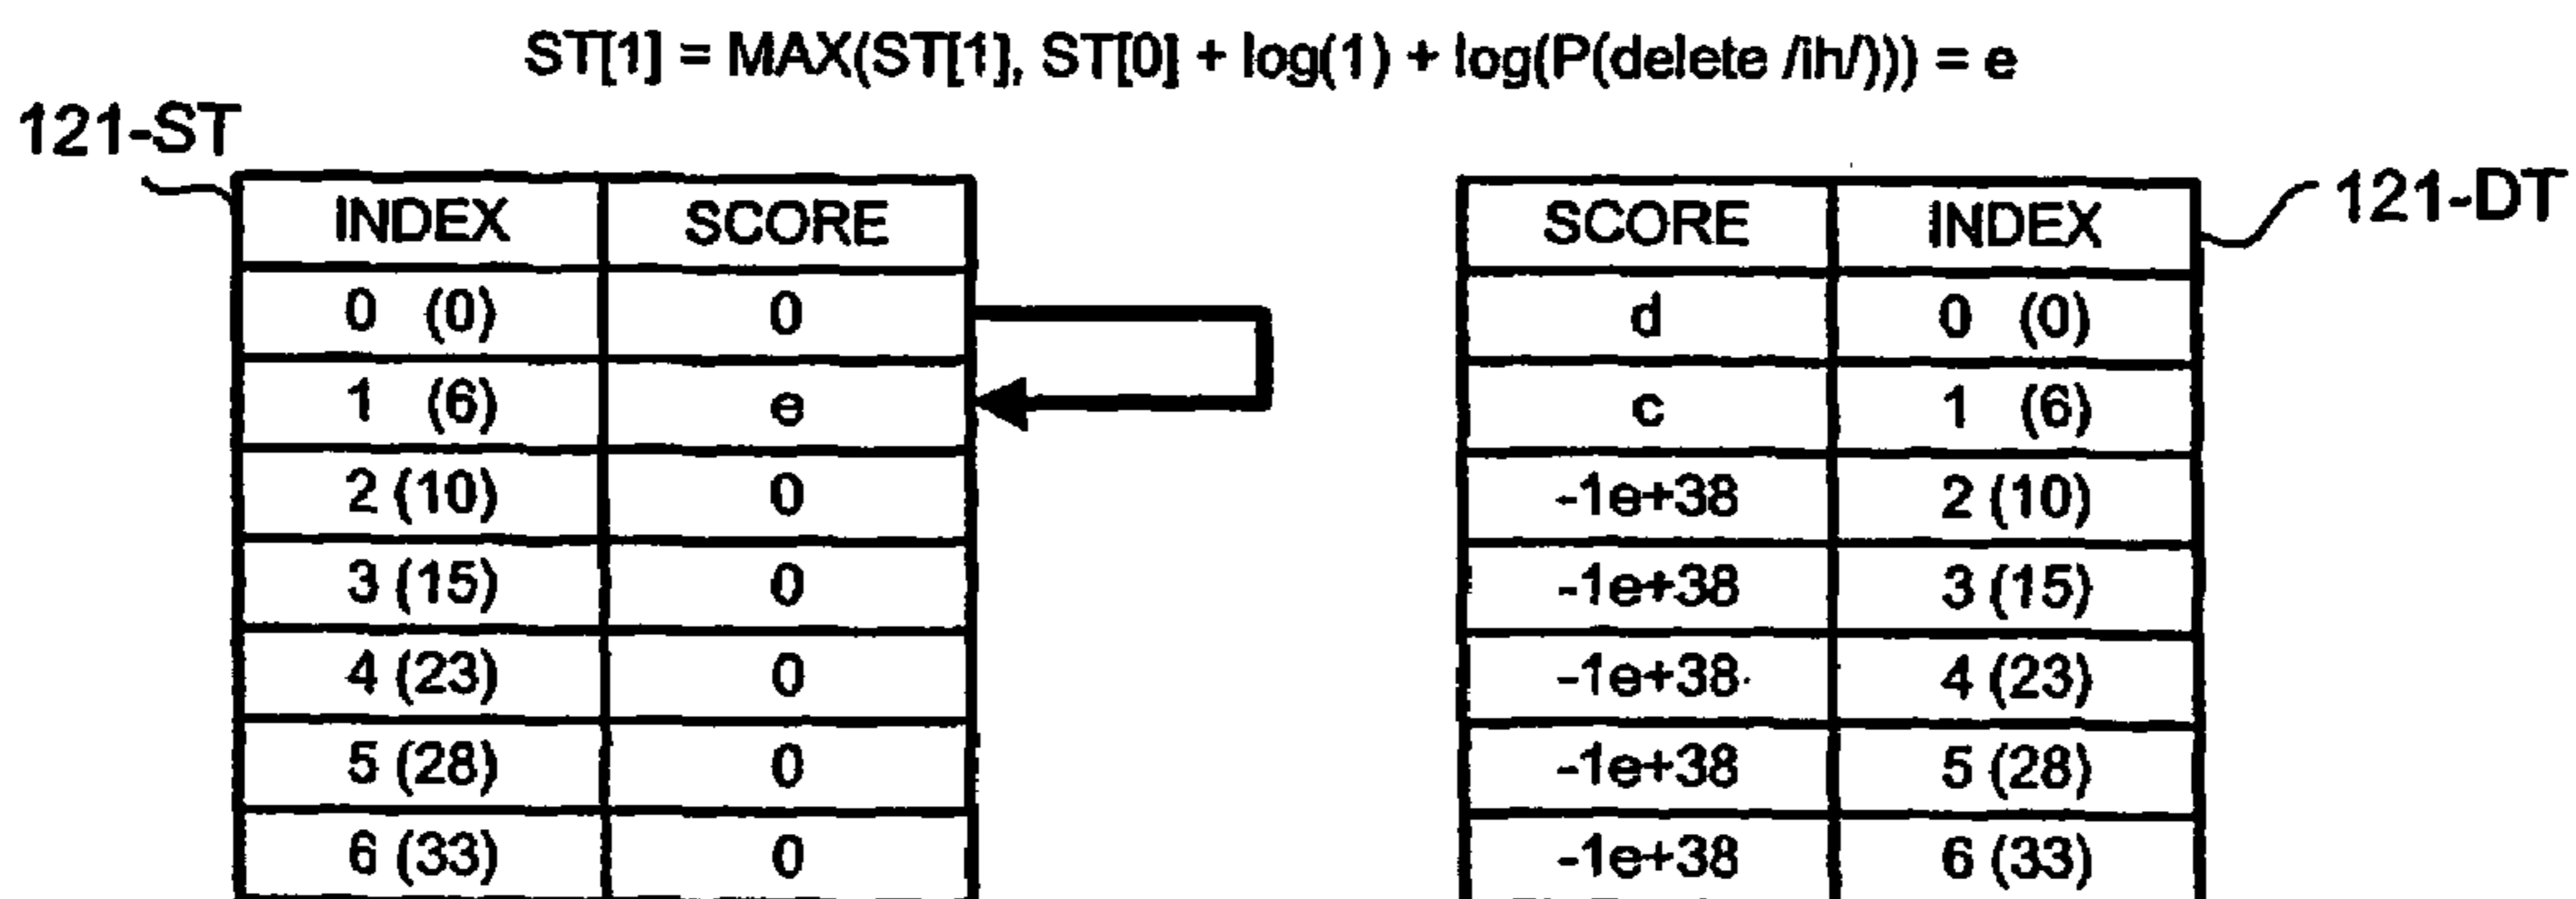 ST[1] = MAX(ST[1], ST[0] + log(1) + log(P(delete /ih/))) = e
121-ST
121-DT
INDEX SCORE SCORE INDEX
0 (0) 0 d 0 (0)
1 (6) e c 1 (6)
2 (10) 0 -1e+38 2 (10)
3 (15) 0 -1e+38 3 (15)
4 (23) 0 -1e+38 4 (23)
5 (28) 0 -1e+38 5 (28)
6 (33) 0 -1e+38 6 (33)